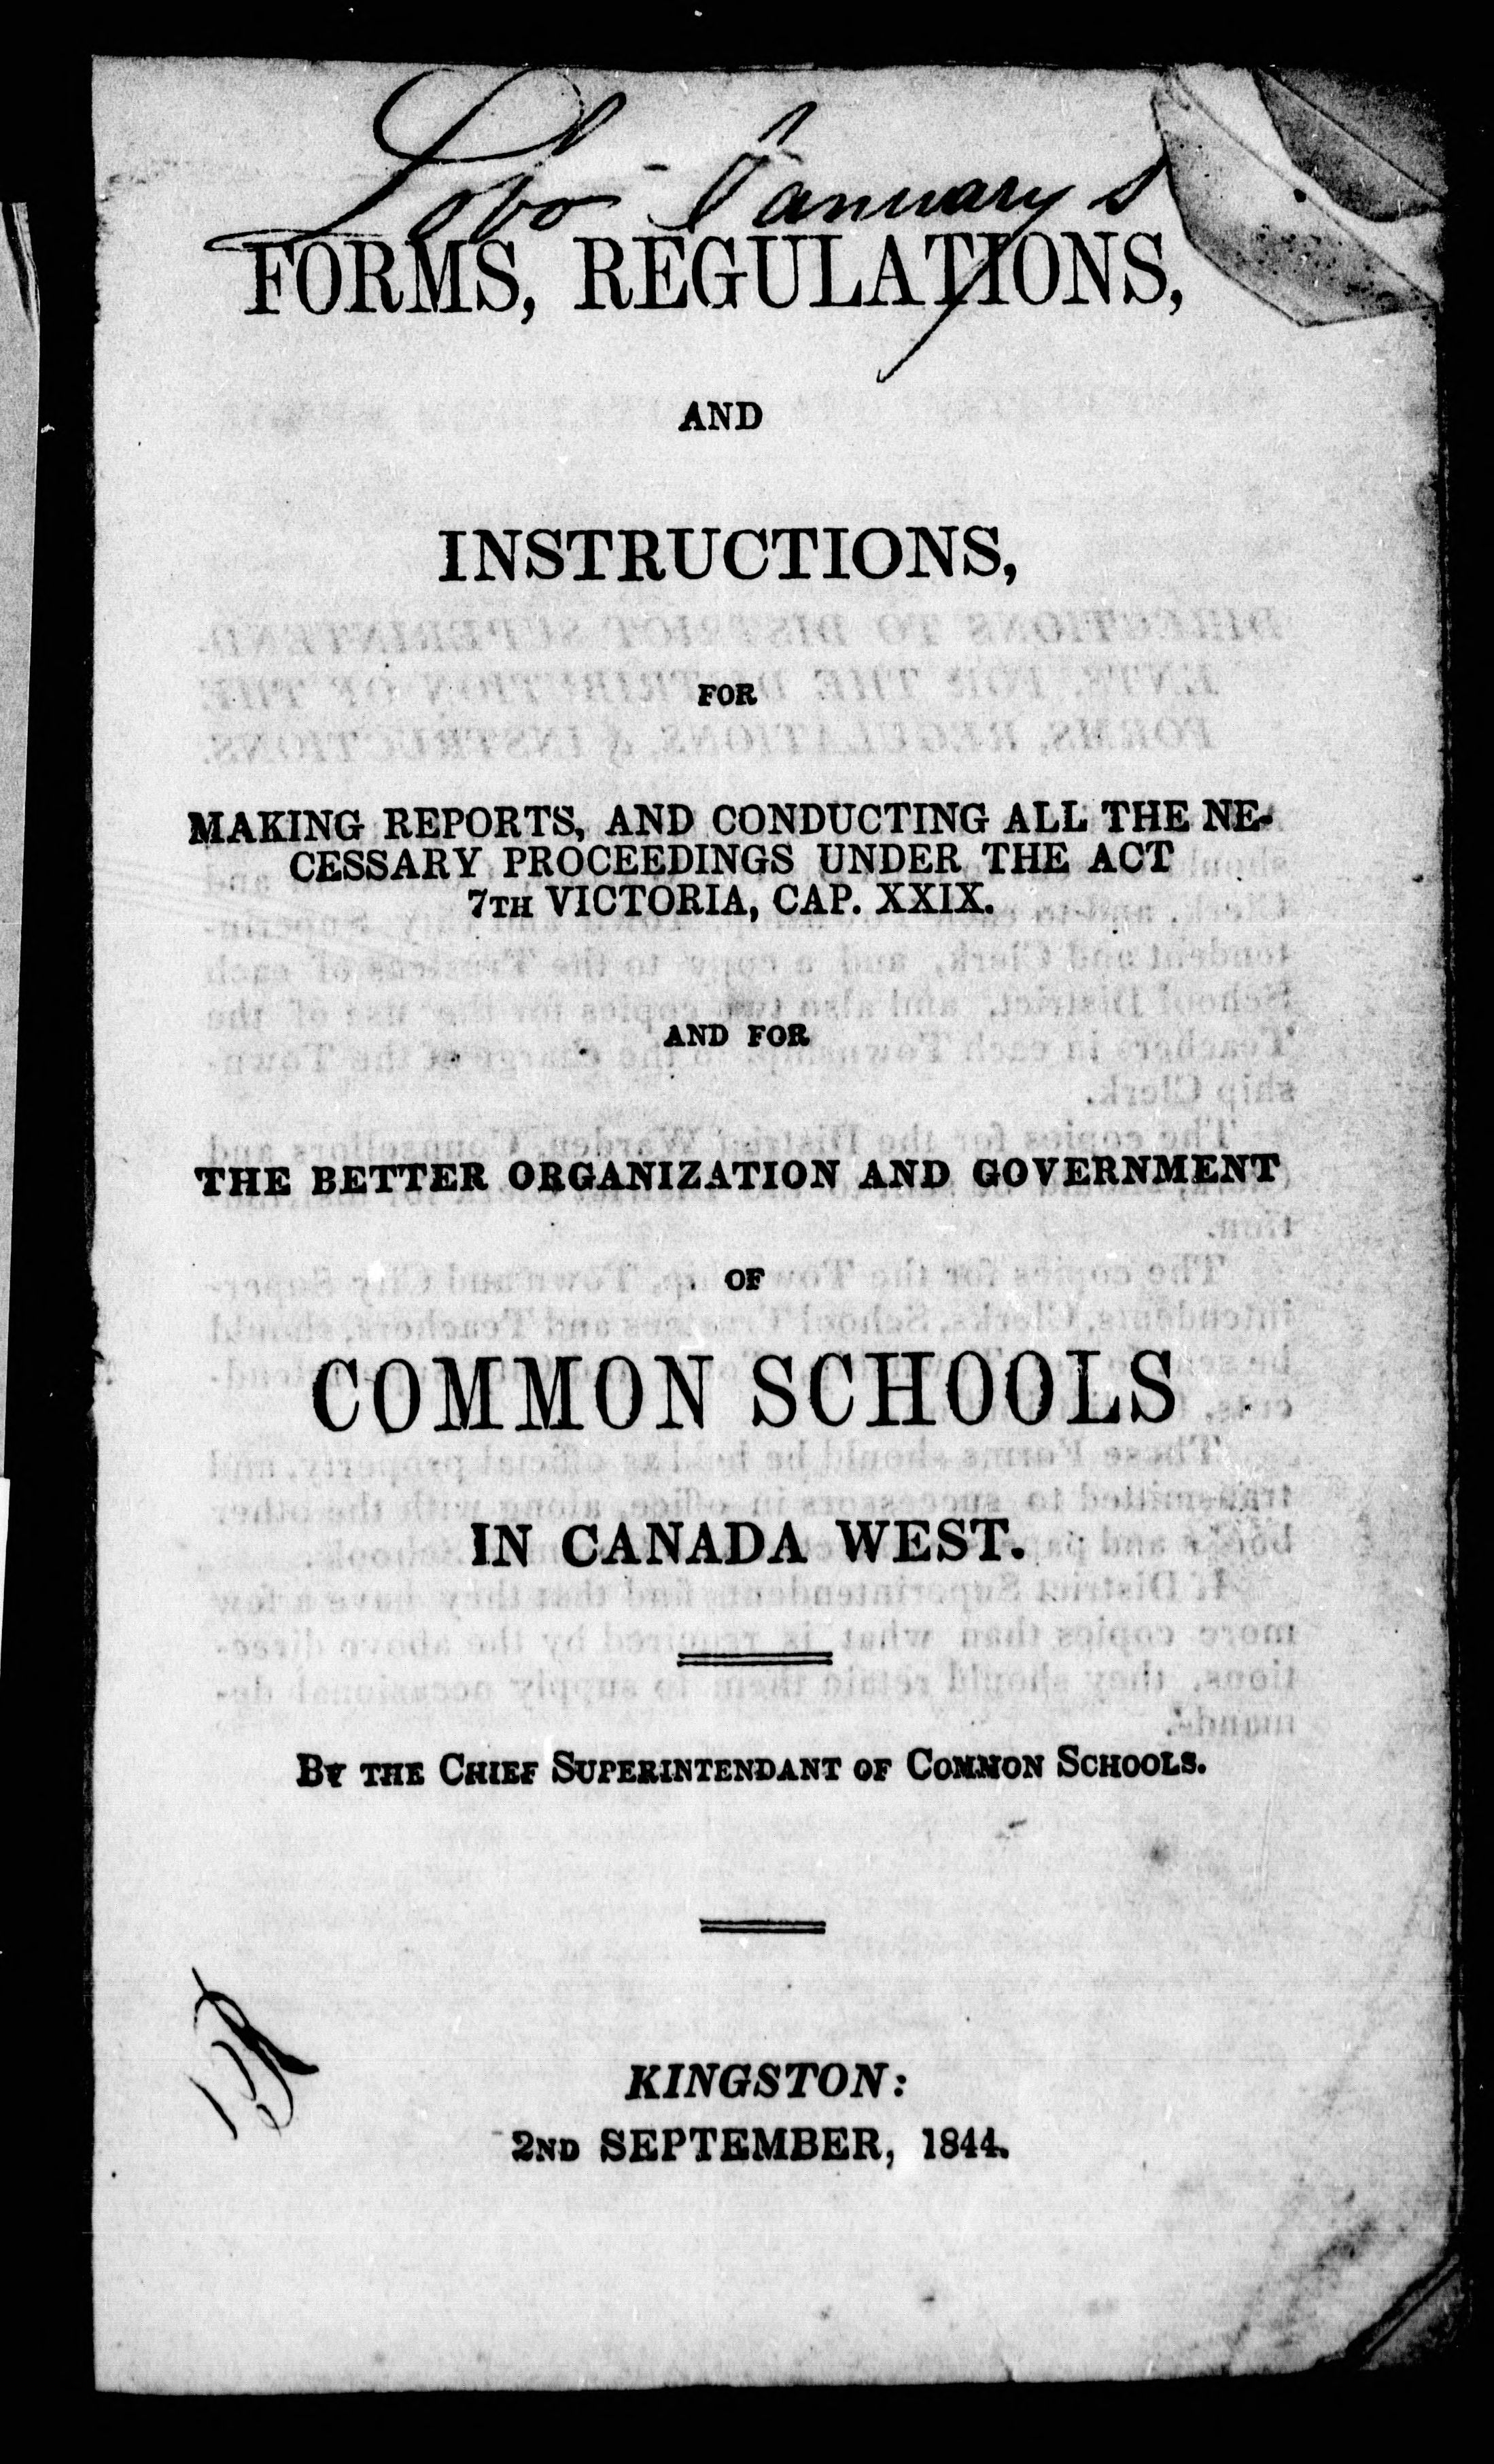 Lobo January
FORMS, REGULATIONS,
AND
INSTRUCTIONS,
FOR
MAKING REPORTS, AND CONDUCTING ALL THE NE-
CESSARY PROCEEDINGS UNDER THE ACT
7TH VICTORIA, CAP. XXIX.
AND FOR
THE BETTER ORGANIZATION AND GOVERNMENT
OF
COMMON SCHOOLS
IN CANADA WEST.
BY THE CHIEF SUPERINTENDANT OF COMMON SCHOOLS.
KINGSTON:
2ND SEPTEMBER, 1844.